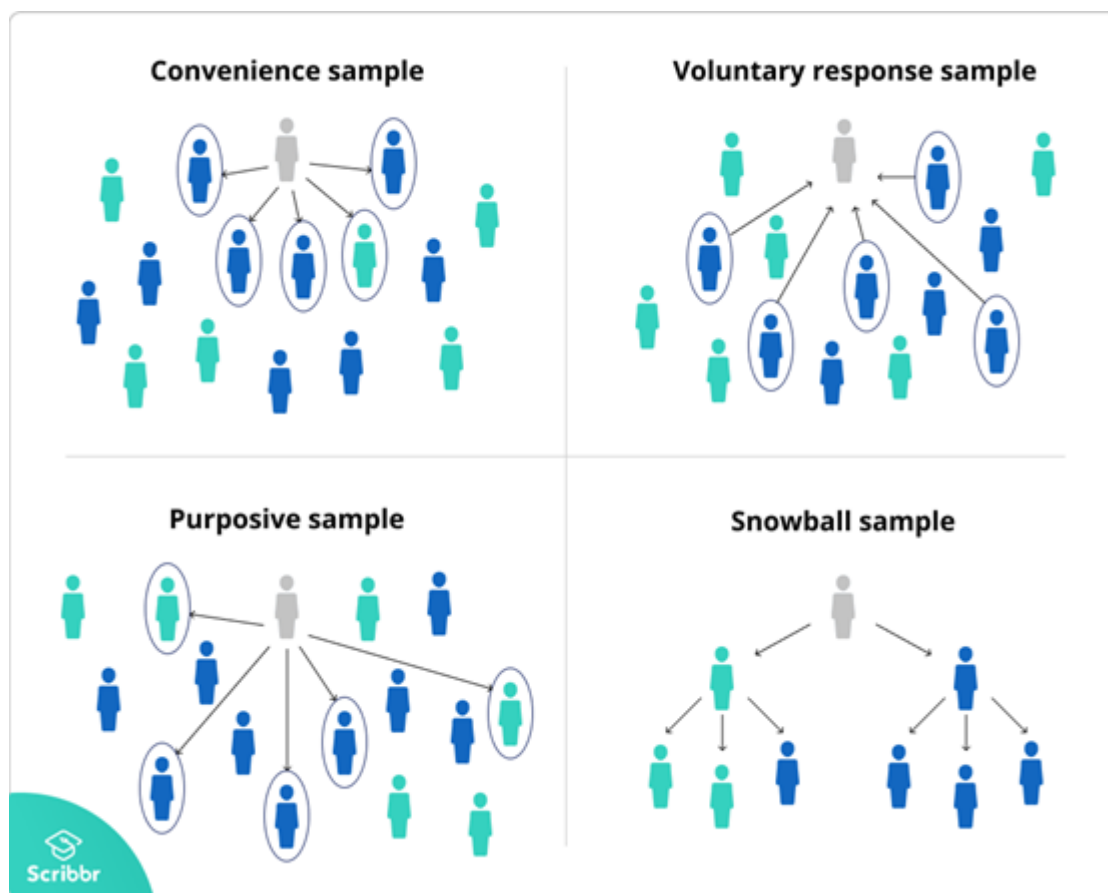 Convenience sample
Voluntary response sample
Purposive sample
Snowball sample
Scribbr